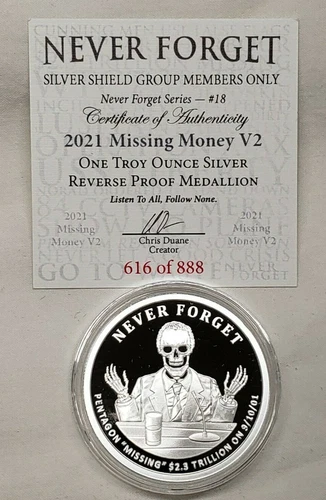 NEVER FORGET
SILVER SHIELD GROUP MEMBERS ONLY
Never Forget Series — #18
Certificate of Authenticity
2021 Missing Money V2
ONE TROY OUNCE SILVER
REVERSE PROOF MEDALLION
Listen To All, Follow None.
2021
Missing
Money V2
Chris Duane
Creator
2021
Missing
Money V2
616 of 888
NEVER FORGET
PENTAGON "MISSING" $2.3 TRILLION ON 9/10/01